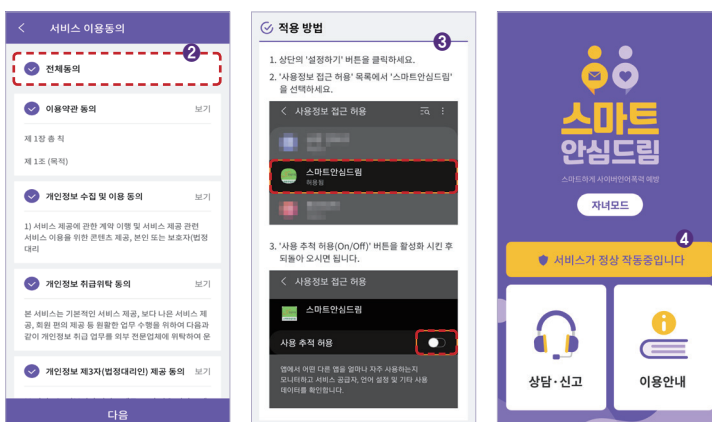 서비스 이용동의
2
전체동의
이용약관 동의 보기
제 1장 총 칙
제 1조 (목적)
개인정보 수집 및 이용 동의 보기
1) 서비스 제공에 관한 계약 이행 및 서비스 제공 관련
서비스 이용을 위한 콘텐츠 제공, 본인 또는 보호자(법정
대리
개인정보 취급위탁 동의 보기
본 서비스는 기본적인 서비스 제공, 보다 나은 서비스 제
공, 회원 편의 제공 등 원활한 업무 수행을 위하여 다음과
같이 개인정보 취급 업무를 외부 전문업체에 위탁하여 운
개인정보 제3자(법정대리인) 제공 동의 보기
다음
적용 방법
3
1. 상단의 '설정하기' 버튼을 클릭하세요.
2. '사용정보 접근 허용' 목록에서 '스마트안심드림'
을 선택하세요.
사용정보 접근 허용
스마트안심드림
허용됨
3. '사용 추적 허용(On/Off)' 버튼을 활성화 시킨 후
되돌아 오시면 됩니다.
사용정보 접근 허용
스마트안심드림
사용 추적 허용
앱에서 어떤 다른 앱을 얼마나 자주 사용하는지
모니터하고 서비스 공급자, 언어 설정 및 기타 사용
데이터를 확인합니다.
스마트
안심드림
스마트하게 사이버언어폭력 예방
자녀모드
4
서비스가 정상 작동중입니다
상담·신고
이용안내